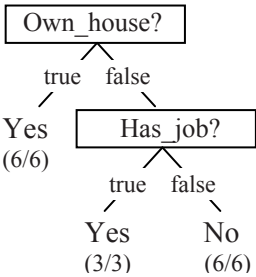 Own_house?
true false
Yes
(6/6)
Has_job?
true false
Yes No
(3/3) (6/6)